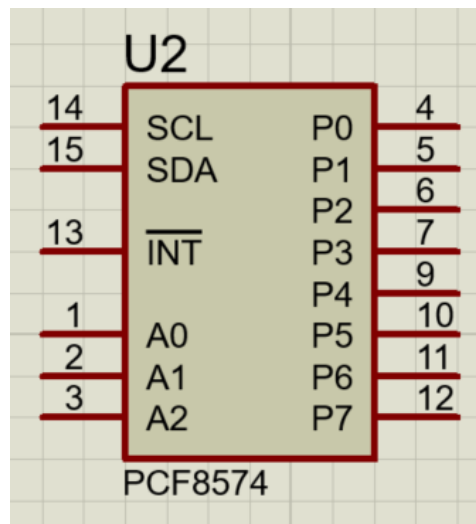 U2
14 SCL P0 4
15 SDA P1 5
P2 6
13 INT P3 7
P4 9
1 A0 P5 10
2 A1 P6 11
3 A2 P7 12
PCF8574